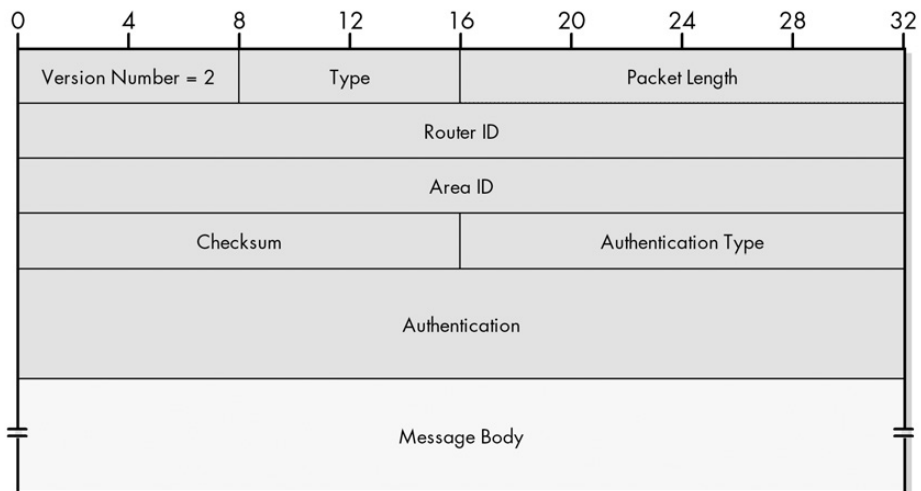 0 4 8 12 16 20 24 28 32
Version Number = 2 Type Packet Length
Router ID
Area ID
Checksum Authentication Type
Authentication
Message Body